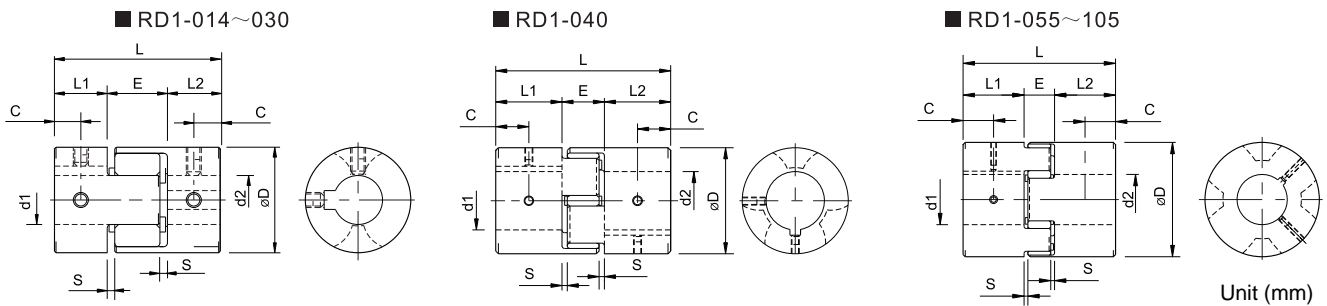 ■ RD1-014～030
L
L1 E L2
C C
d1 d2 øD
S S
■ RD1-040
L
L1 E L2
C C
d1 d2 øD
S S
■ RD1-055～105
L
L1 E L2
C C
d1 d2 øD
S S
Unit (mm)